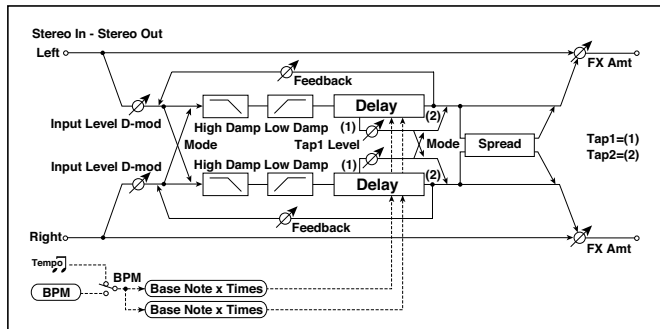 Stereo In - Stereo Out
Left
FX Amt
Feedback
Input Level D-mod
High Damp Low Damp
Delay
(1)
(2)
Mode
Tap1 Level
Mode
Spread
Tap1=(1)
Tap2=(2)
Input Level D-mod
High Damp Low Damp
(1)
Delay
(2)
Feedback
Right
FX Amt
Tempo
BPM
BPM
Base Note x Times
Base Note x Times